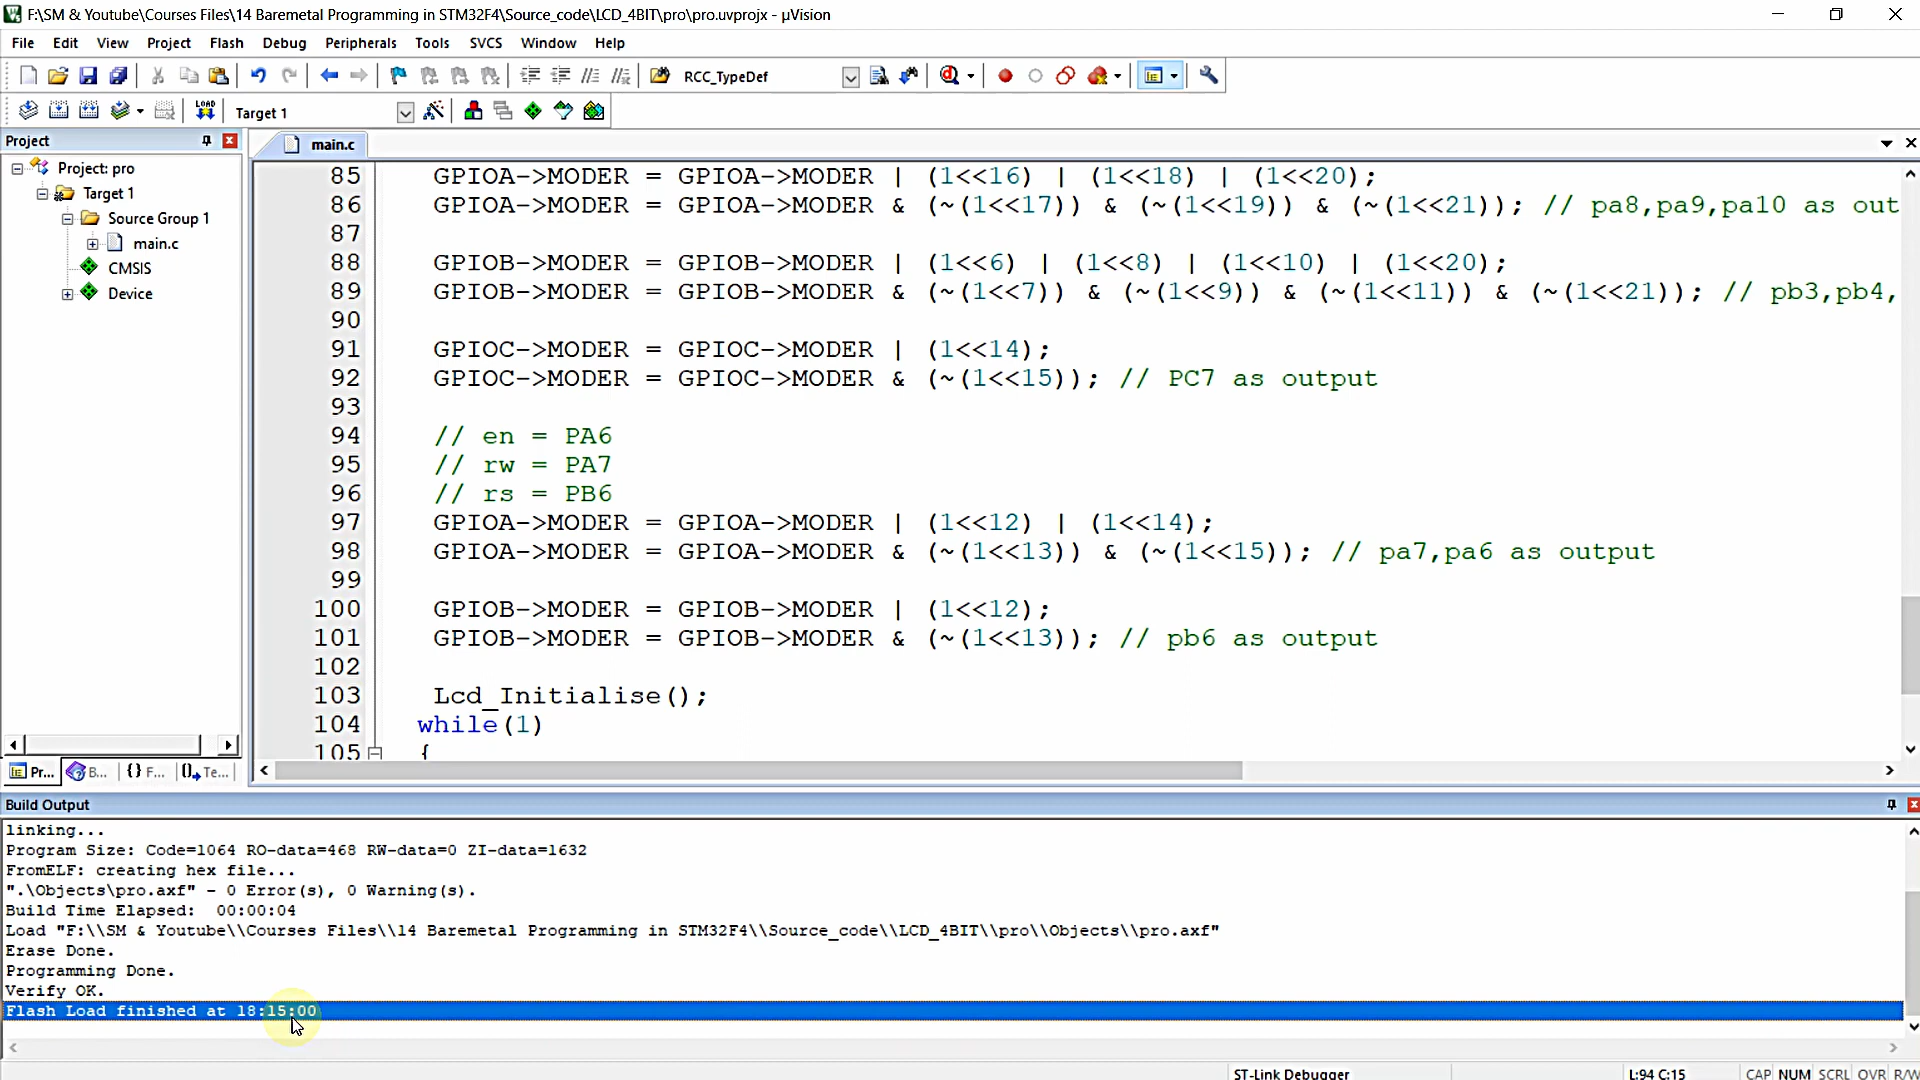 F:\SM & Youtube\Courses Files\14 Baremetal Programming in STM32F4\Source_code\LCD_4BIT\pro\pro.uvprojx - µVision
File Edit View Project Flash Debug Peripherals Tools SVCS Window Help
RCC_TypeDef
LOAD Target 1
Project
main.c
Project: pro
Target 1
Source Group 1
main.c
CMSIS
Device
85 GPIOA->MODER = GPIOA->MODER | (1<<16) | (1<<18) | (1<<20);
86 GPIOA->MODER = GPIOA->MODER & (~(1<<17)) & (~(1<<19)) & (~(1<<21)); // pa8,pa9,pa10 as out
87
88 GPIOB->MODER = GPIOB->MODER | (1<<6) | (1<<8) | (1<<10) | (1<<20);
89 GPIOB->MODER = GPIOB->MODER & (~(1<<7)) & (~(1<<9)) & (~(1<<11)) & (~(1<<21)); // pb3,pb4,
90
91 GPIOC->MODER = GPIOC->MODER | (1<<14);
92 GPIOC->MODER = GPIOC->MODER & (~(1<<15)); // PC7 as output
93
94 // en = PA6
95 // rw = PA7
96 // rs = PB6
97 GPIOA->MODER = GPIOA->MODER | (1<<12) | (1<<14);
98 GPIOA->MODER = GPIOA->MODER & (~(1<<13)) & (~(1<<15)); // pa7,pa6 as output
99
100 GPIOB->MODER = GPIOB->MODER | (1<<12);
101 GPIOB->MODER = GPIOB->MODER & (~(1<<13)); // pb6 as output
102
103 Lcd_Initialise();
104 while(1)
105 {
Pr... B... {} F... Te...
Build Output
linking...
Program Size: Code=1064 RO-data=468 RW-data=0 ZI-data=1632
FromELF: creating hex file...
".\Objects\pro.axf" - 0 Error(s), 0 Warning(s).
Build Time Elapsed:  00:00:04
Load "F:\\SM & Youtube\\Courses Files\\14 Baremetal Programming in STM32F4\\Source_code\\LCD_4BIT\\pro\\Objects\\pro.axf"
Erase Done.
Programming Done.
Verify OK.
Flash Load finished at 18:15:00
ST-Link Debugger L:94 C:15 CAP NUM SCRL OVR R/W